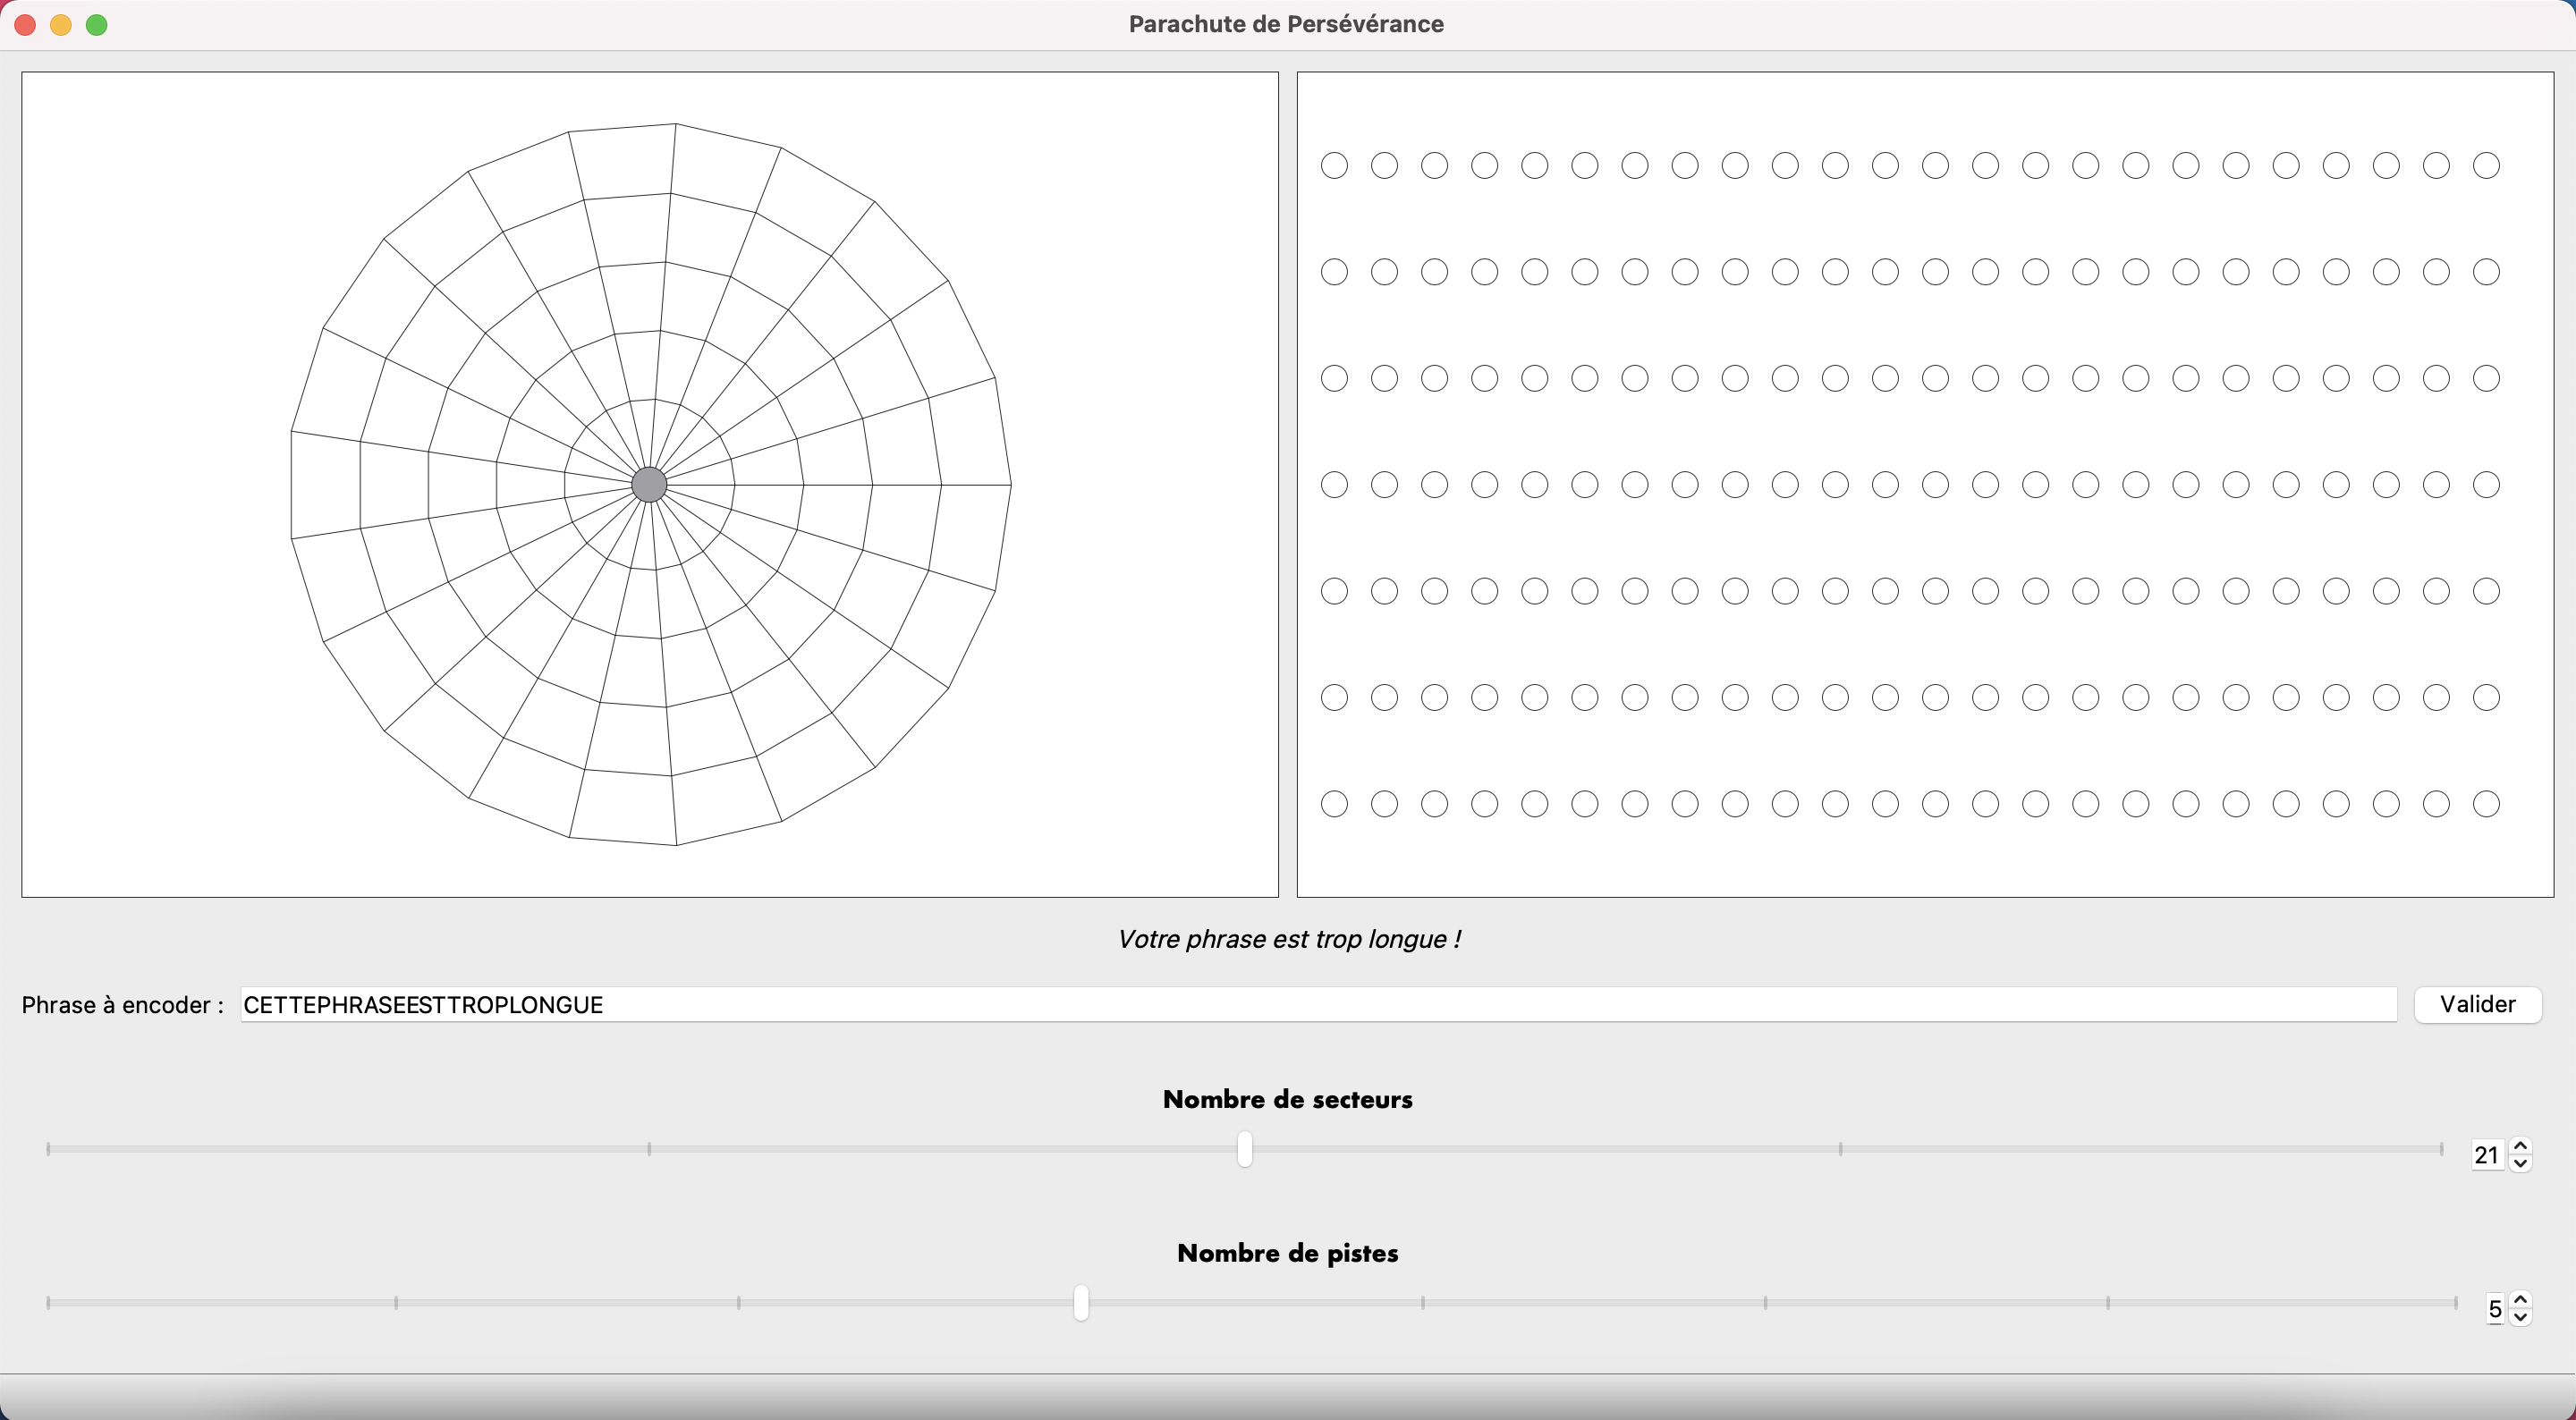 Parachute de Persévérance
Votre phrase est trop longue !
Phrase à encoder : CETTEPHRASEESTTROPLONGUE Valider
Nombre de secteurs
21
Nombre de pistes
5